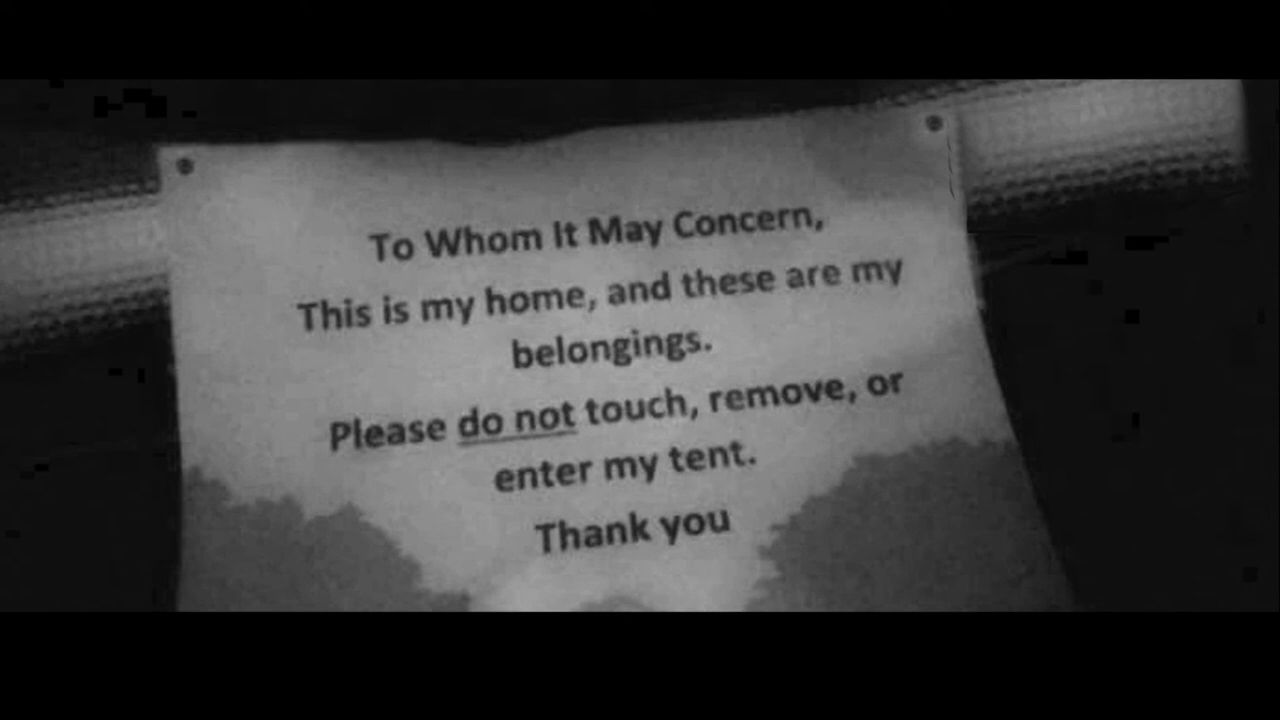 To Whom It May Concern,
This is my home, and these are my
belongings.
Please do not touch, remove, or
enter my tent.
Thank you